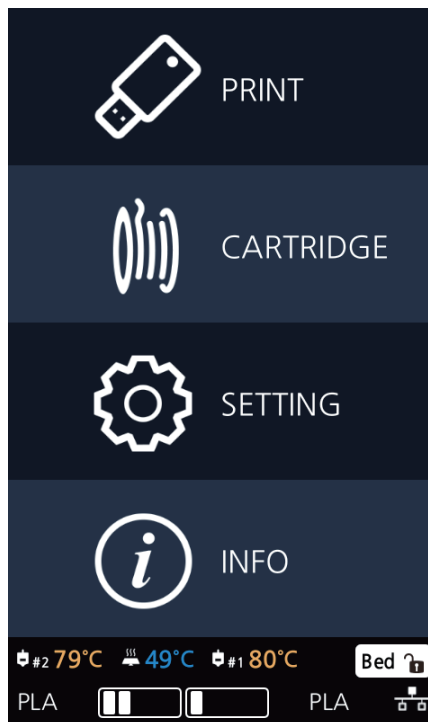 PRINT
CARTRIDGE
SETTING
i INFO
#2 79°C 49°C #1 80°C Bed
PLA PLA